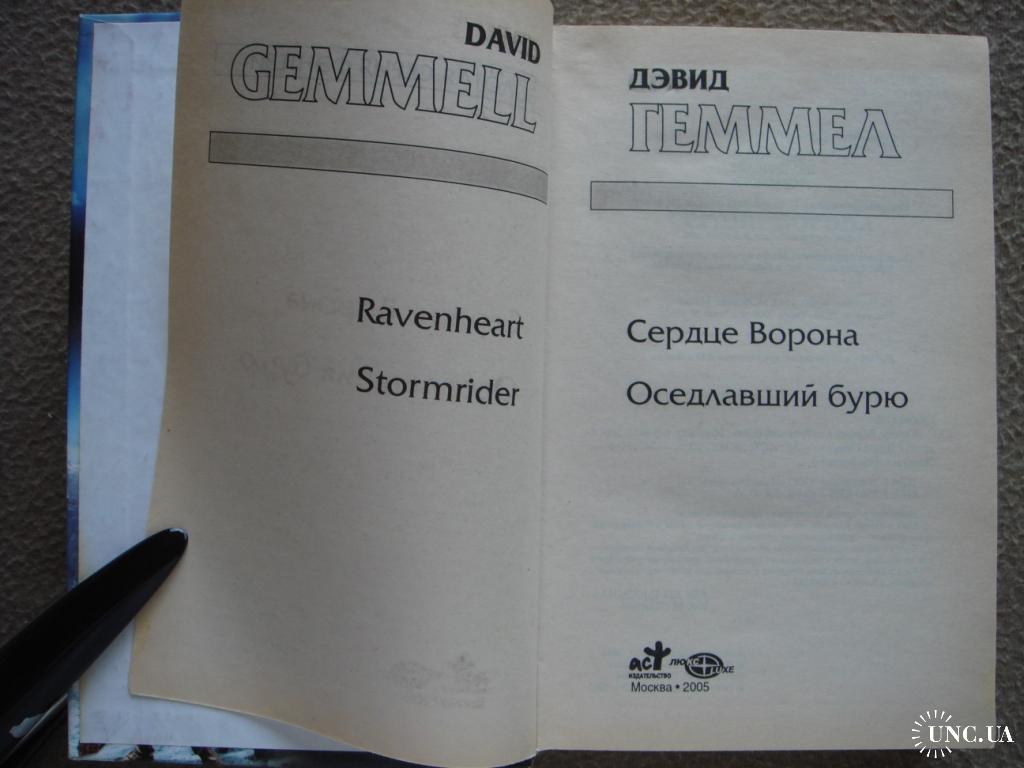 DAVID
GEMMELL
Ravenheart
Stormrider
ДЭВИД
ГЕММЕЛ
Сердце Ворона
Оседлавший бурю
аст
ИЗДАТЕЛЬСТВО
ЛЮКС
LUXE
Москва • 2005
UNC.UA